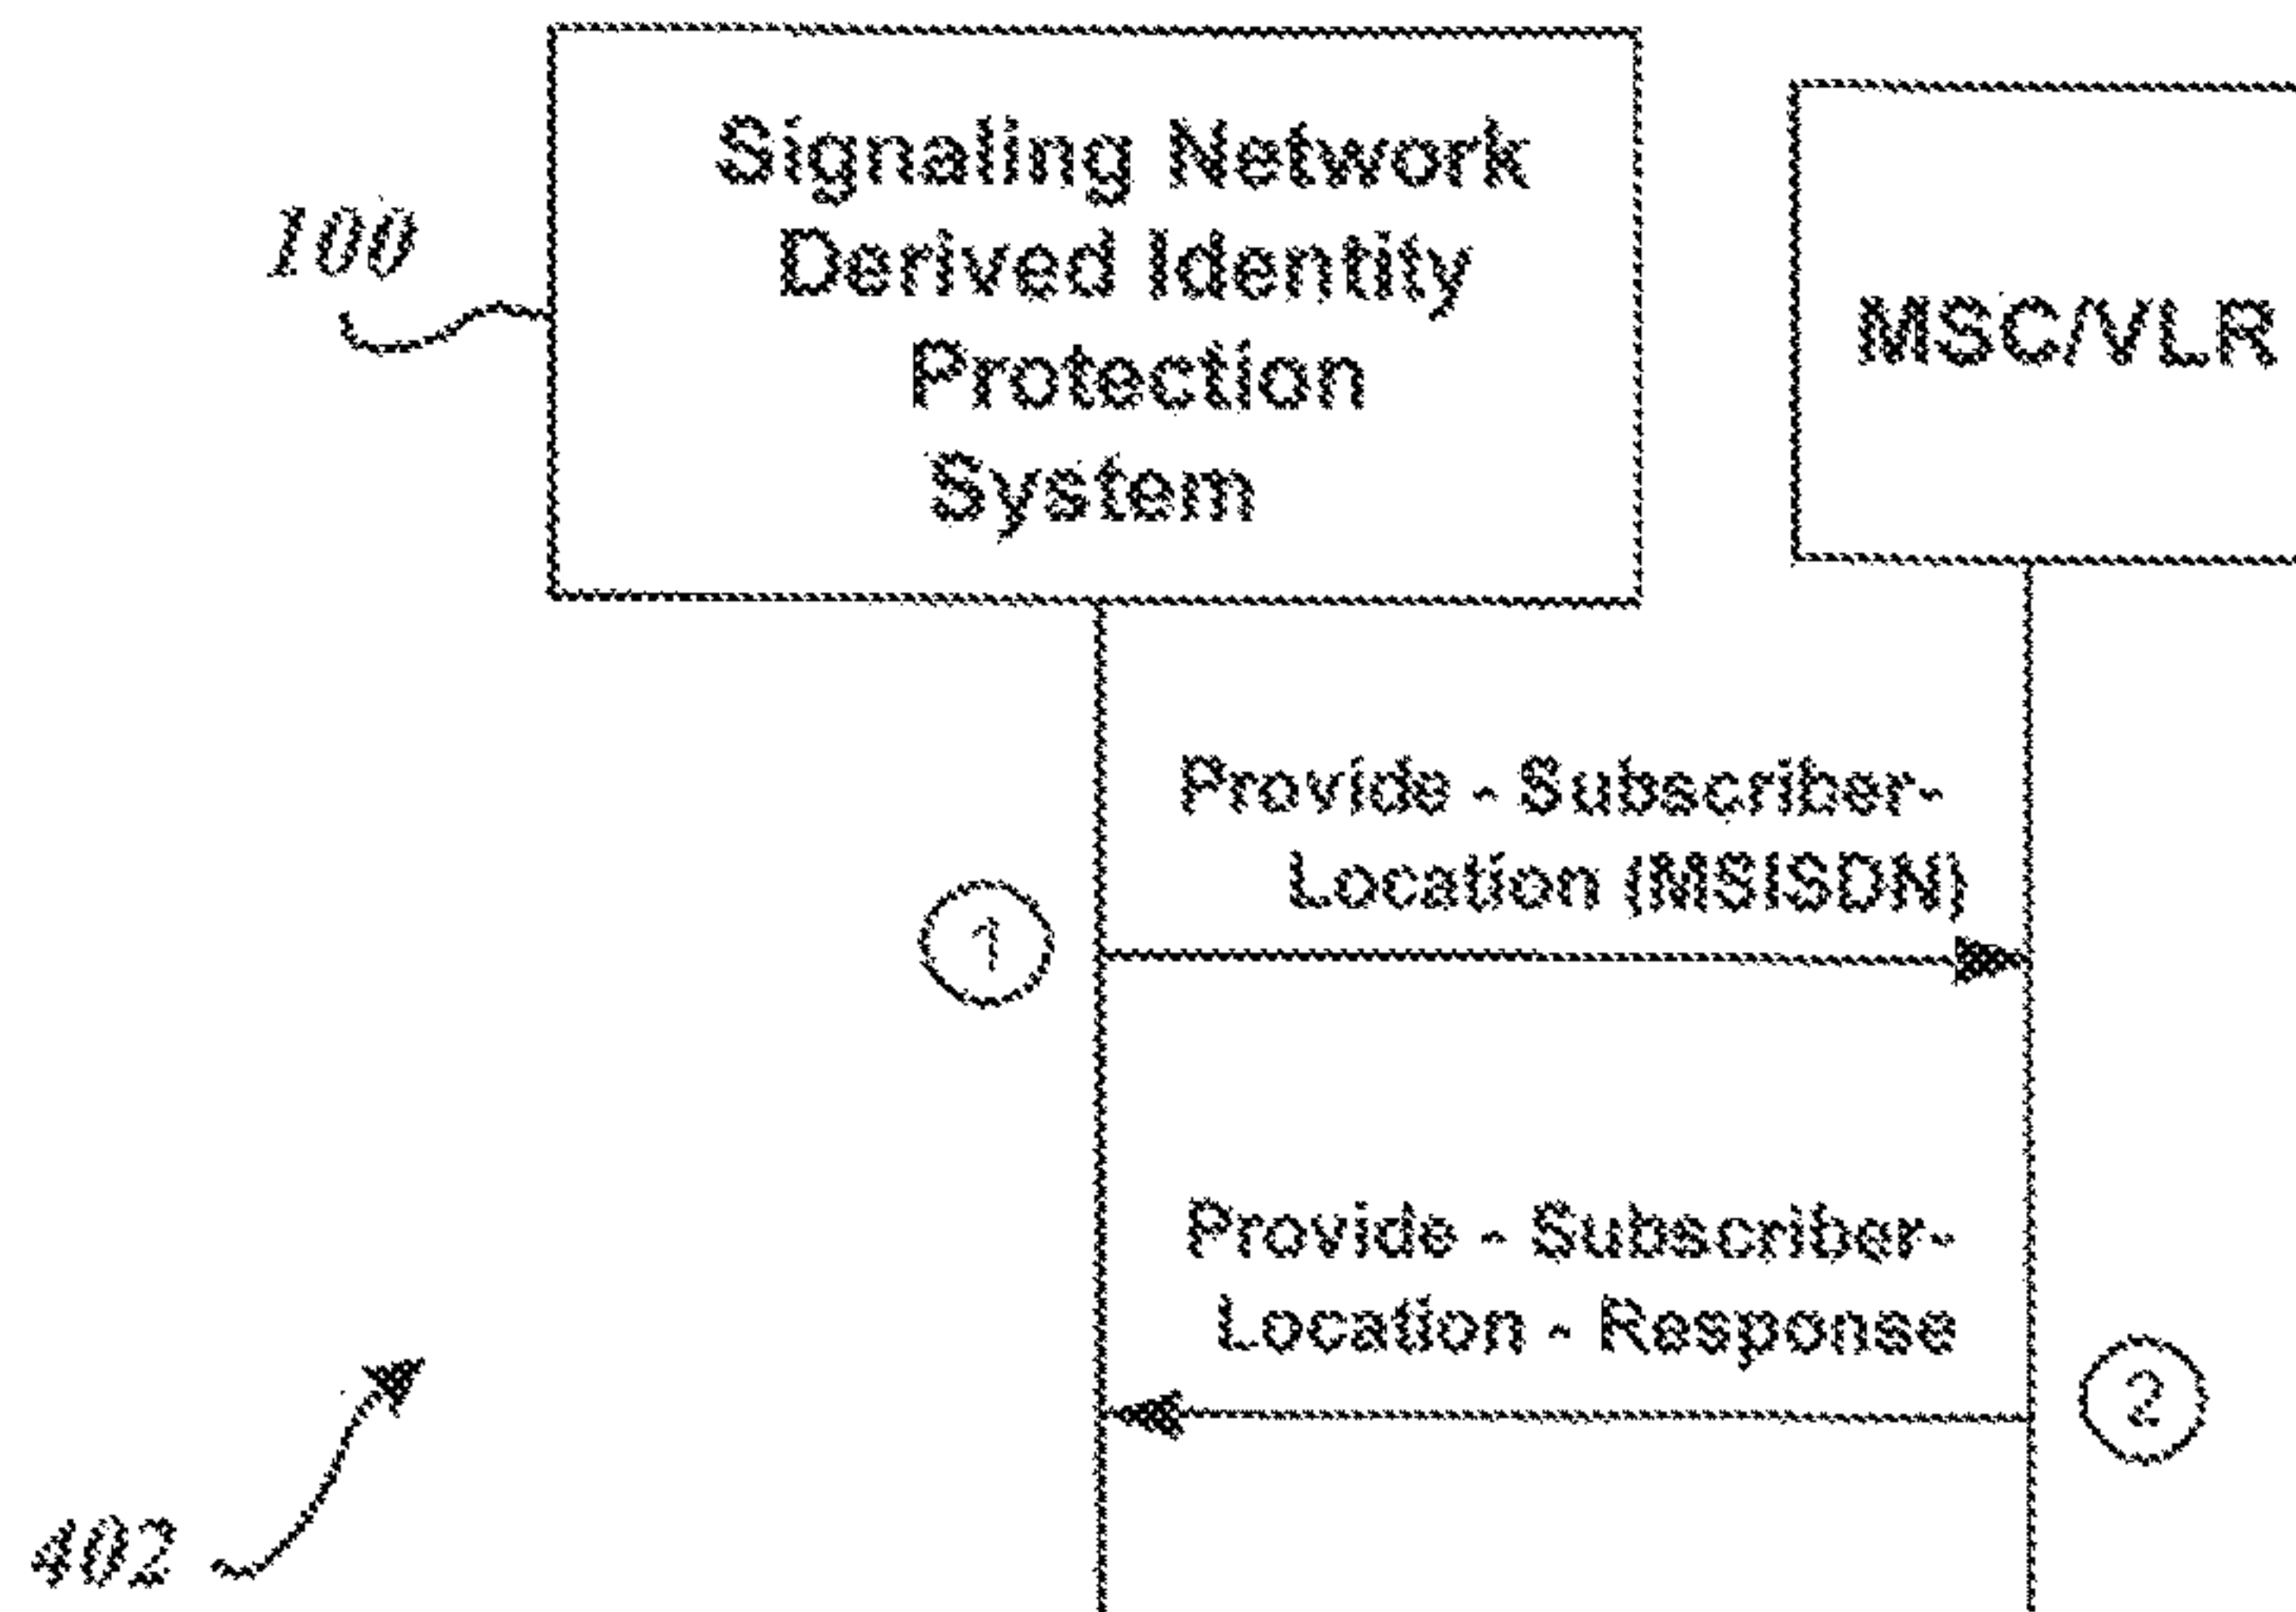 Signaling Network
Derived Identity
Protection
System
100
MSC/VLR
Provide - Subscriber-
Location (MSISDN)
1
Provide - Subscriber-
Location - Response
2
402